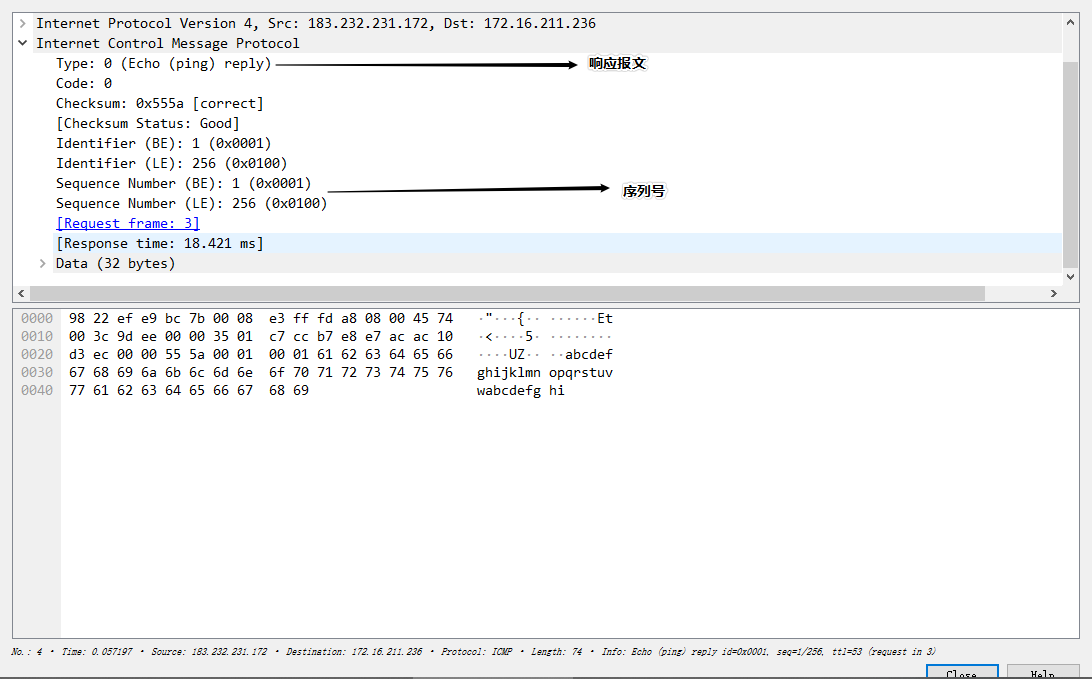 Internet Protocol Version 4, Src: 183.232.231.172, Dst: 172.16.211.236
Internet Control Message Protocol
Type: 0 (Echo (ping) reply) 响应报文
Code: 0
Checksum: 0x555a [correct]
[Checksum Status: Good]
Identifier (BE): 1 (0x0001)
Identifier (LE): 256 (0x0100)
Sequence Number (BE): 1 (0x0001) 序列号
Sequence Number (LE): 256 (0x0100)
[Request frame: 3]
[Response time: 18.421 ms]
Data (32 bytes)
0000 98 22 ef e9 bc 7b 00 08 e3 ff fd a8 08 00 45 74 ·"···{·· ······Et
0010 00 3c 9d ee 00 00 35 01 c7 cc b7 e8 e7 ac ac 10 ·<····5· ········
0020 d3 ec 00 00 55 5a 00 01 00 01 61 62 63 64 65 66 ····UZ·· ··abcdef
0030 67 68 69 6a 6b 6c 6d 6e 6f 70 71 72 73 74 75 76 ghijklmn opqrstuv
0040 77 61 62 63 64 65 66 67 68 69 wabcdefg hi
No.: 4 · Time: 0.057197 · Source: 183.232.231.172 · Destination: 172.16.211.236 · Protocol: ICMP · Length: 74 · Info: Echo (ping) reply id=0x0001, seq=1/256, ttl=53 (request in 3)
Close Help